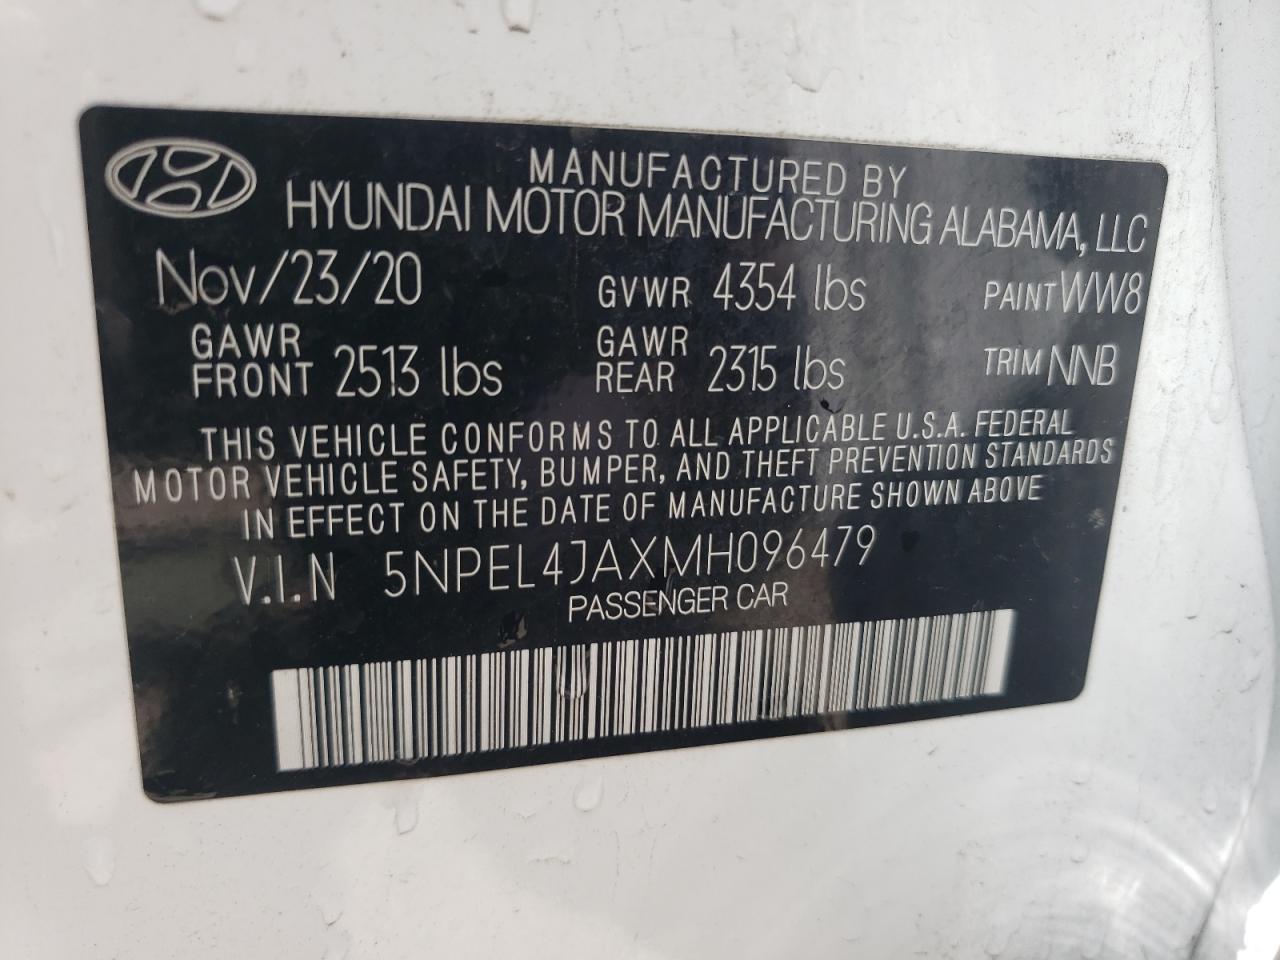 MANUFACTURED BY
HYUNDAI MOTOR MANUFACTURING ALABAMA, LLC
Nov/23/20 GVWR 4354 lbs PAINT WW8
GAWR FRONT 2513 lbs GAWR REAR 2315 lbs TRIM NNB
THIS VEHICLE CONFORMS TO ALL APPLICABLE U.S.A. FEDERAL
MOTOR VEHICLE SAFETY, BUMPER, AND THEFT PREVENTION STANDARDS
IN EFFECT ON THE DATE OF MANUFACTURE SHOWN ABOVE
V.I.N 5NPEL4JAXMH096479
PASSENGER CAR